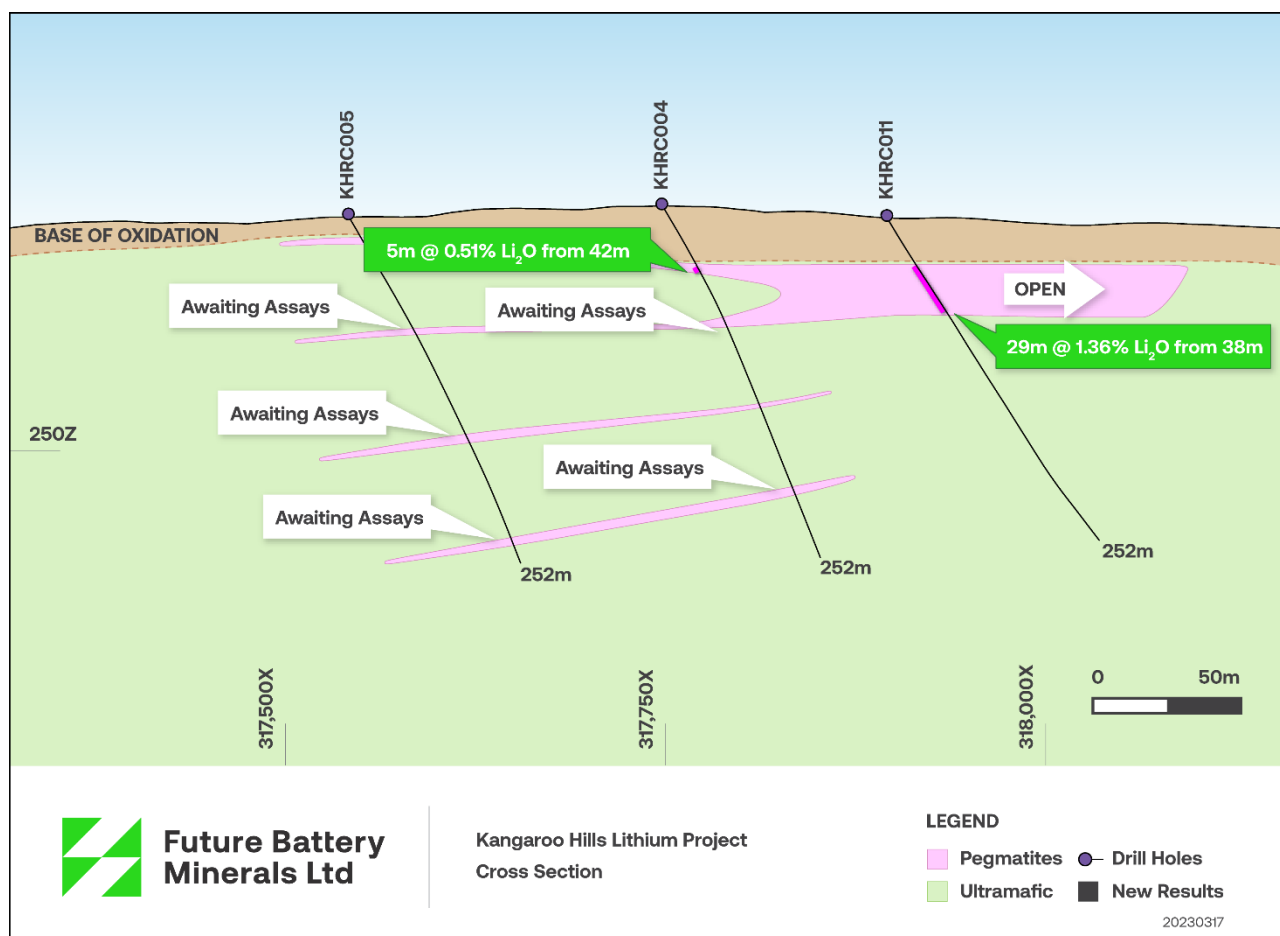 KHRC005
KHRC004
KHRC011
BASE OF OXIDATION
5m @ 0.51% Li₂O from 42m
OPEN
Awaiting Assays
Awaiting Assays
29m @ 1.36% Li₂O from 38m
Awaiting Assays
250Z
Awaiting Assays
Awaiting Assays
252m
252m
252m
317,500X
317,750X
318,000X
0 50m
Future Battery
Minerals Ltd
Kangaroo Hills Lithium Project
Cross Section
LEGEND
Pegmatites Drill Holes
Ultramafic New Results
20230317